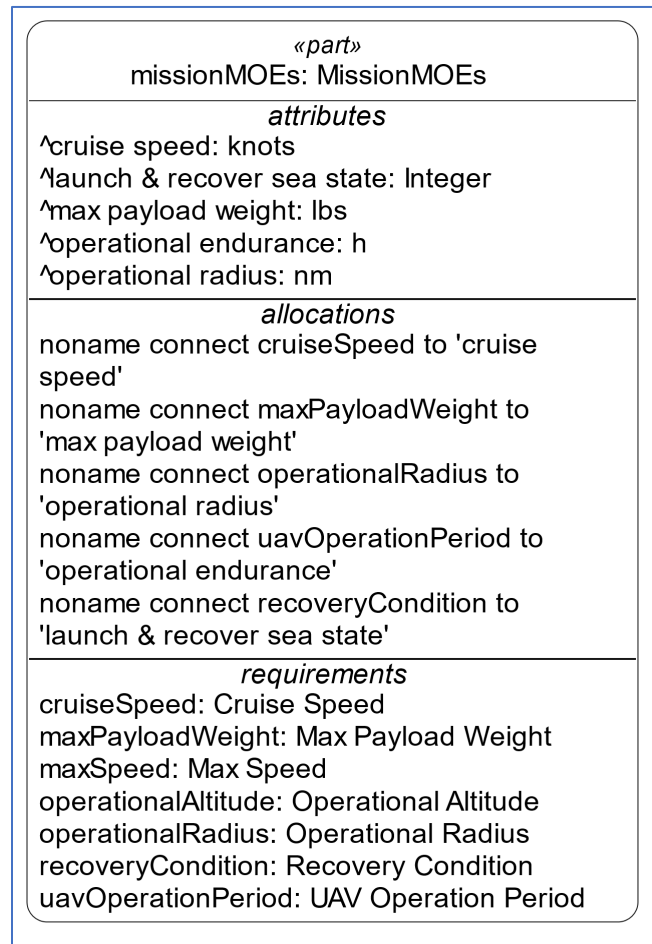 «part»
missionMOEs: MissionMOEs
attributes
^cruise speed: knots
^launch & recover sea state: Integer
^max payload weight: lbs
^operational endurance: h
^operational radius: nm
allocations
noname connect cruiseSpeed to 'cruise
speed'
noname connect maxPayloadWeight to
'max payload weight'
noname connect operationalRadius to
'operational radius'
noname connect uavOperationPeriod to
'operational endurance'
noname connect recoveryCondition to
'launch & recover sea state'
requirements
cruiseSpeed: Cruise Speed
maxPayloadWeight: Max Payload Weight
maxSpeed: Max Speed
operationalAltitude: Operational Altitude
operationalRadius: Operational Radius
recoveryCondition: Recovery Condition
uavOperationPeriod: UAV Operation Period